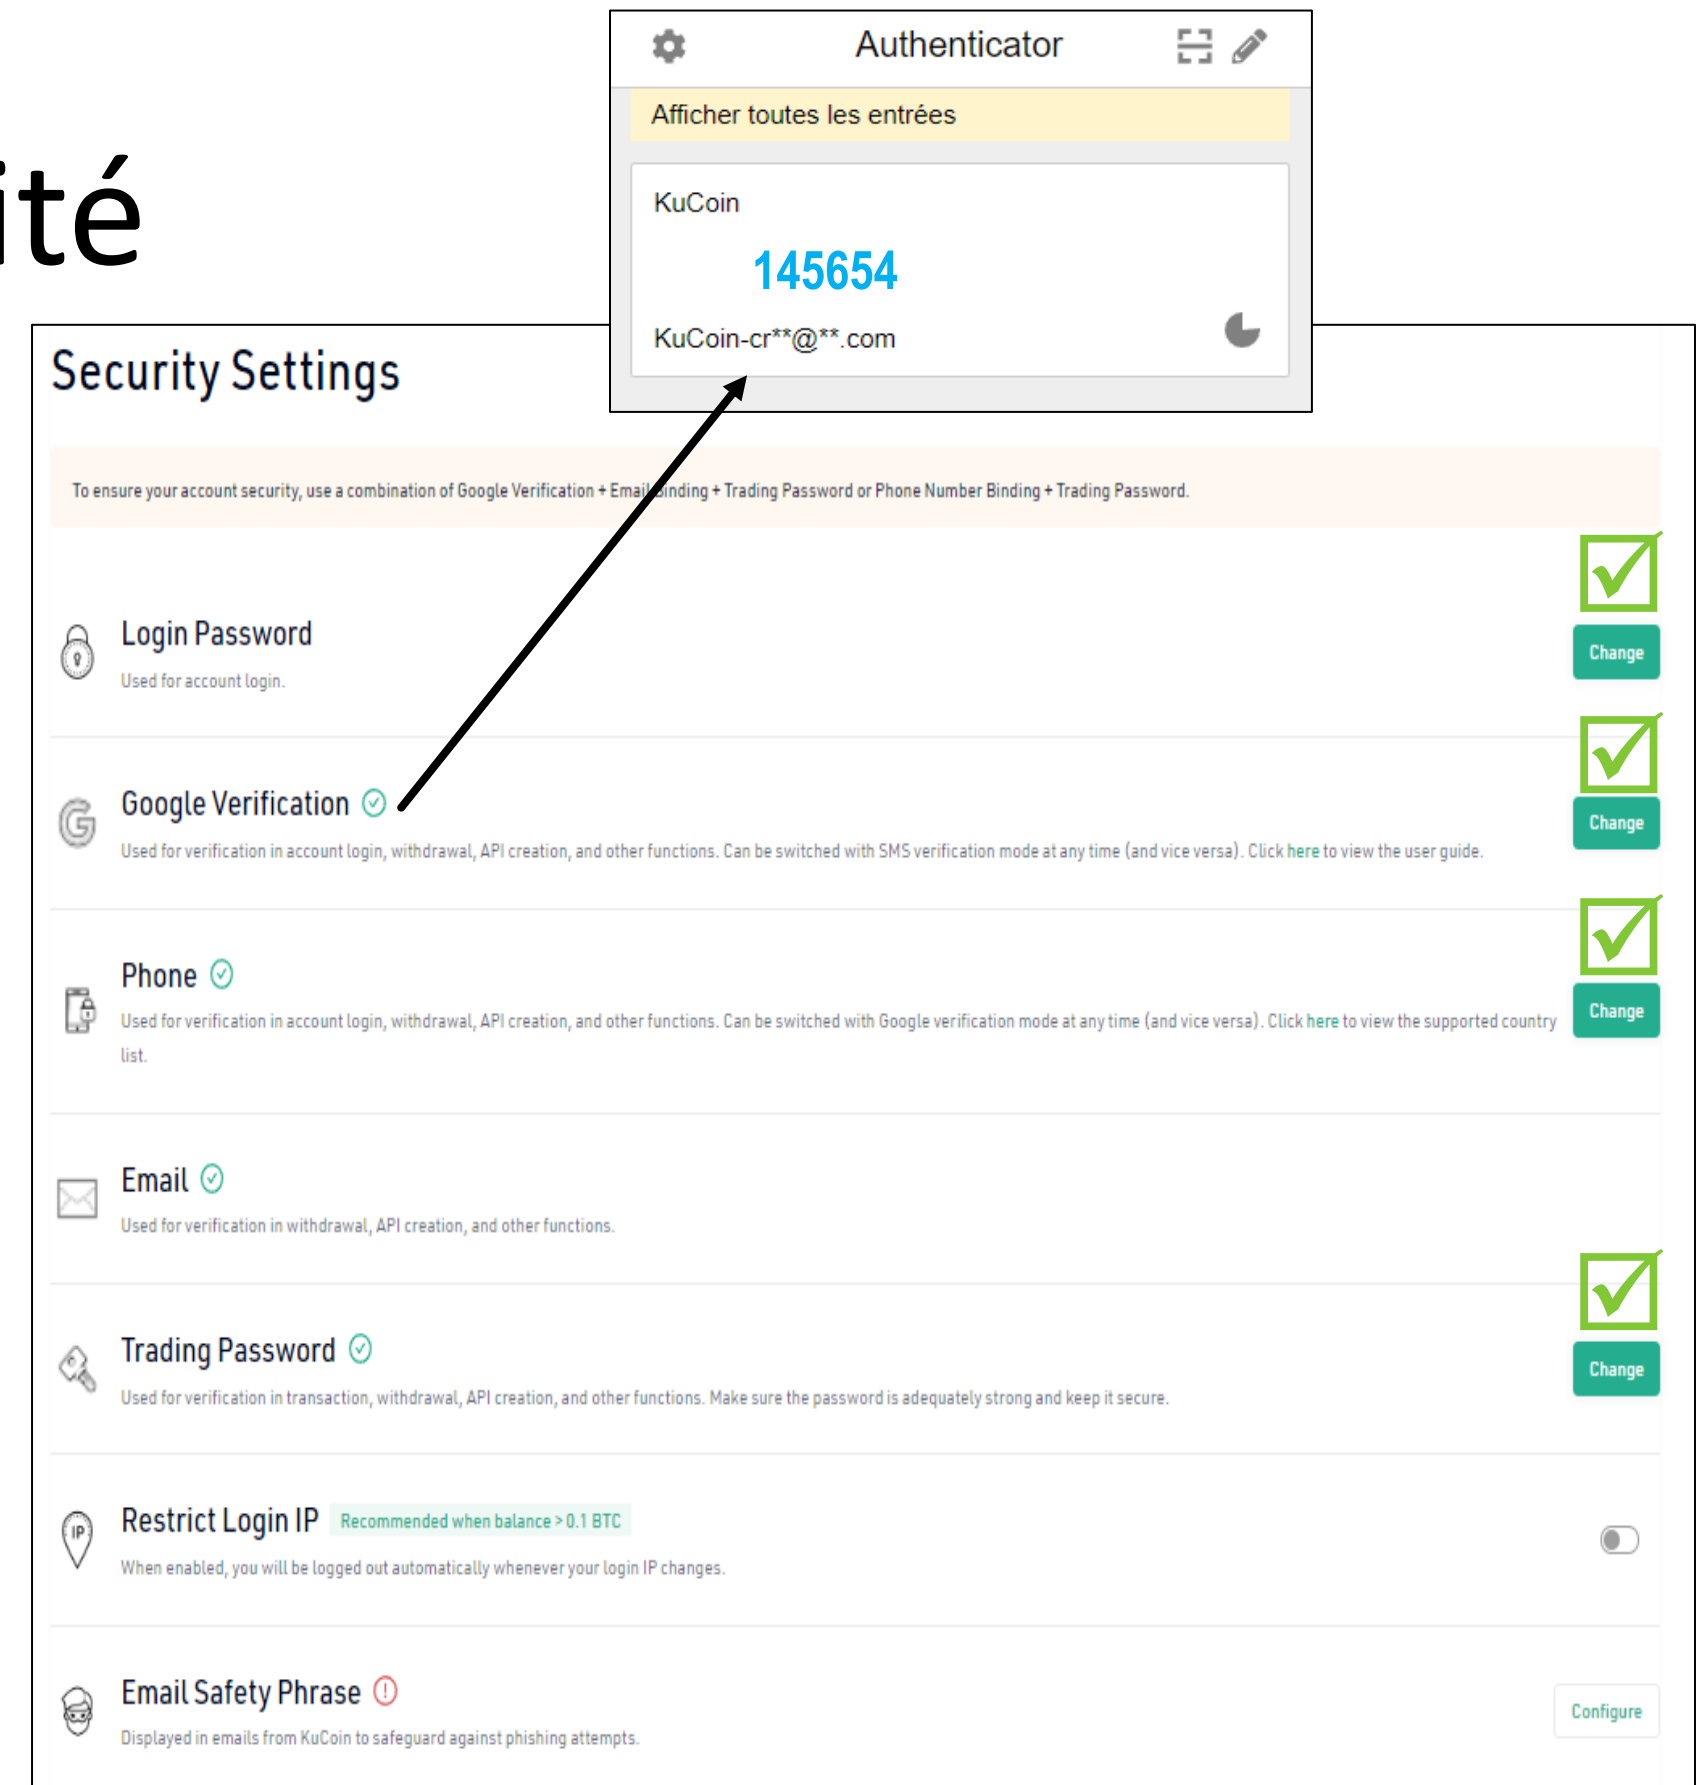 Authenticator
Afficher toutes les entrées
KuCoin
145654
KuCoin-cr**@**.com
ité
Security Settings
To ensure your account security, use a combination of Google Verification + Email Binding + Trading Password or Phone Number Binding + Trading Password.
Login Password
Used for account login.
Change
Google Verification
Used for verification in account login, withdrawal, API creation, and other functions. Can be switched with SMS verification mode at any time (and vice versa). Click here to view the user guide.
Change
Phone
Used for verification in account login, withdrawal, API creation, and other functions. Can be switched with Google verification mode at any time (and vice versa). Click here to view the supported country
list.
Change
Email
Used for verification in withdrawal, API creation, and other functions.
Trading Password
Used for verification in transaction, withdrawal, API creation, and other functions. Make sure the password is adequately strong and keep it secure.
Change
IP
Restrict Login IP Recommended when balance > 0.1 BTC
When enabled, you will be logged out automatically whenever your login IP changes.
Email Safety Phrase
Displayed in emails from KuCoin to safeguard against phishing attempts.
Configure